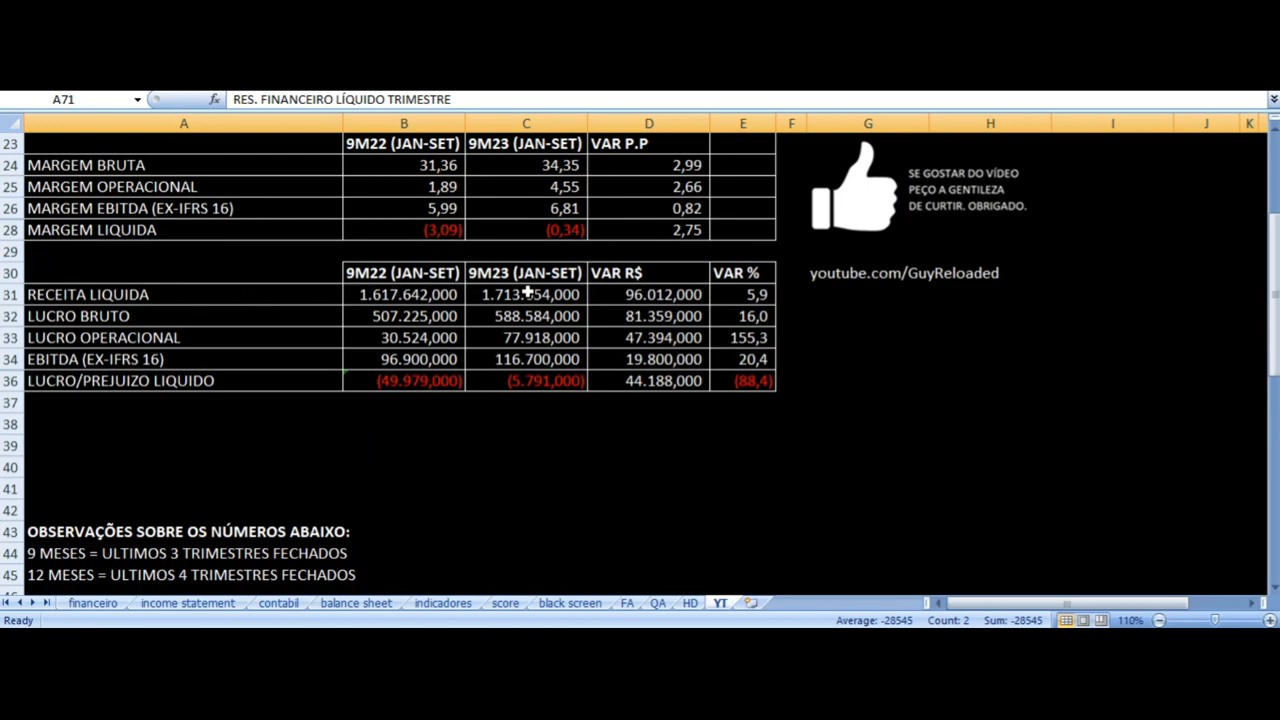 A71 fx RES. FINANCEIRO LÍQUIDO TRIMESTRE
A B C D E F G H I J K
23 9M22 (JAN-SET) 9M23 (JAN-SET) VAR P.P
24 MARGEM BRUTA 31,36 34,35 2,99
25 MARGEM OPERACIONAL 1,89 4,55 2,66
26 MARGEM EBITDA (EX-IFRS 16) 5,99 6,81 0,82
28 MARGEM LIQUIDA (3,09) (0,34) 2,75
SE GOSTAR DO VÍDEO
PEÇO A GENTILEZA
DE CURTIR. OBRIGADO.
29
30 9M22 (JAN-SET) 9M23 (JAN-SET) VAR R$ VAR %
youtube.com/GuyReloaded
31 RECEITA LIQUIDA 1.617.642,000 1.713.654,000 96.012,000 5,9
32 LUCRO BRUTO 507.225,000 588.584,000 81.359,000 16,0
33 LUCRO OPERACIONAL 30.524,000 77.918,000 47.394,000 155,3
34 EBITDA (EX-IFRS 16) 96.900,000 116.700,000 19.800,000 20,4
36 LUCRO/PREJUIZO LIQUIDO (49.979,000) (5.791,000) 44.188,000 (88,4)
37
38
39
40
41
42
43 OBSERVAÇÕES SOBRE OS NÚMEROS ABAIXO:
44 9 MESES = ULTIMOS 3 TRIMESTRES FECHADOS
45 12 MESES = ULTIMOS 4 TRIMESTRES FECHADOS
financeiro income statement contabil balance sheet indicadores score black screen FA QA HD YT
Ready Average: -28545 Count: 2 Sum: -28545 110%